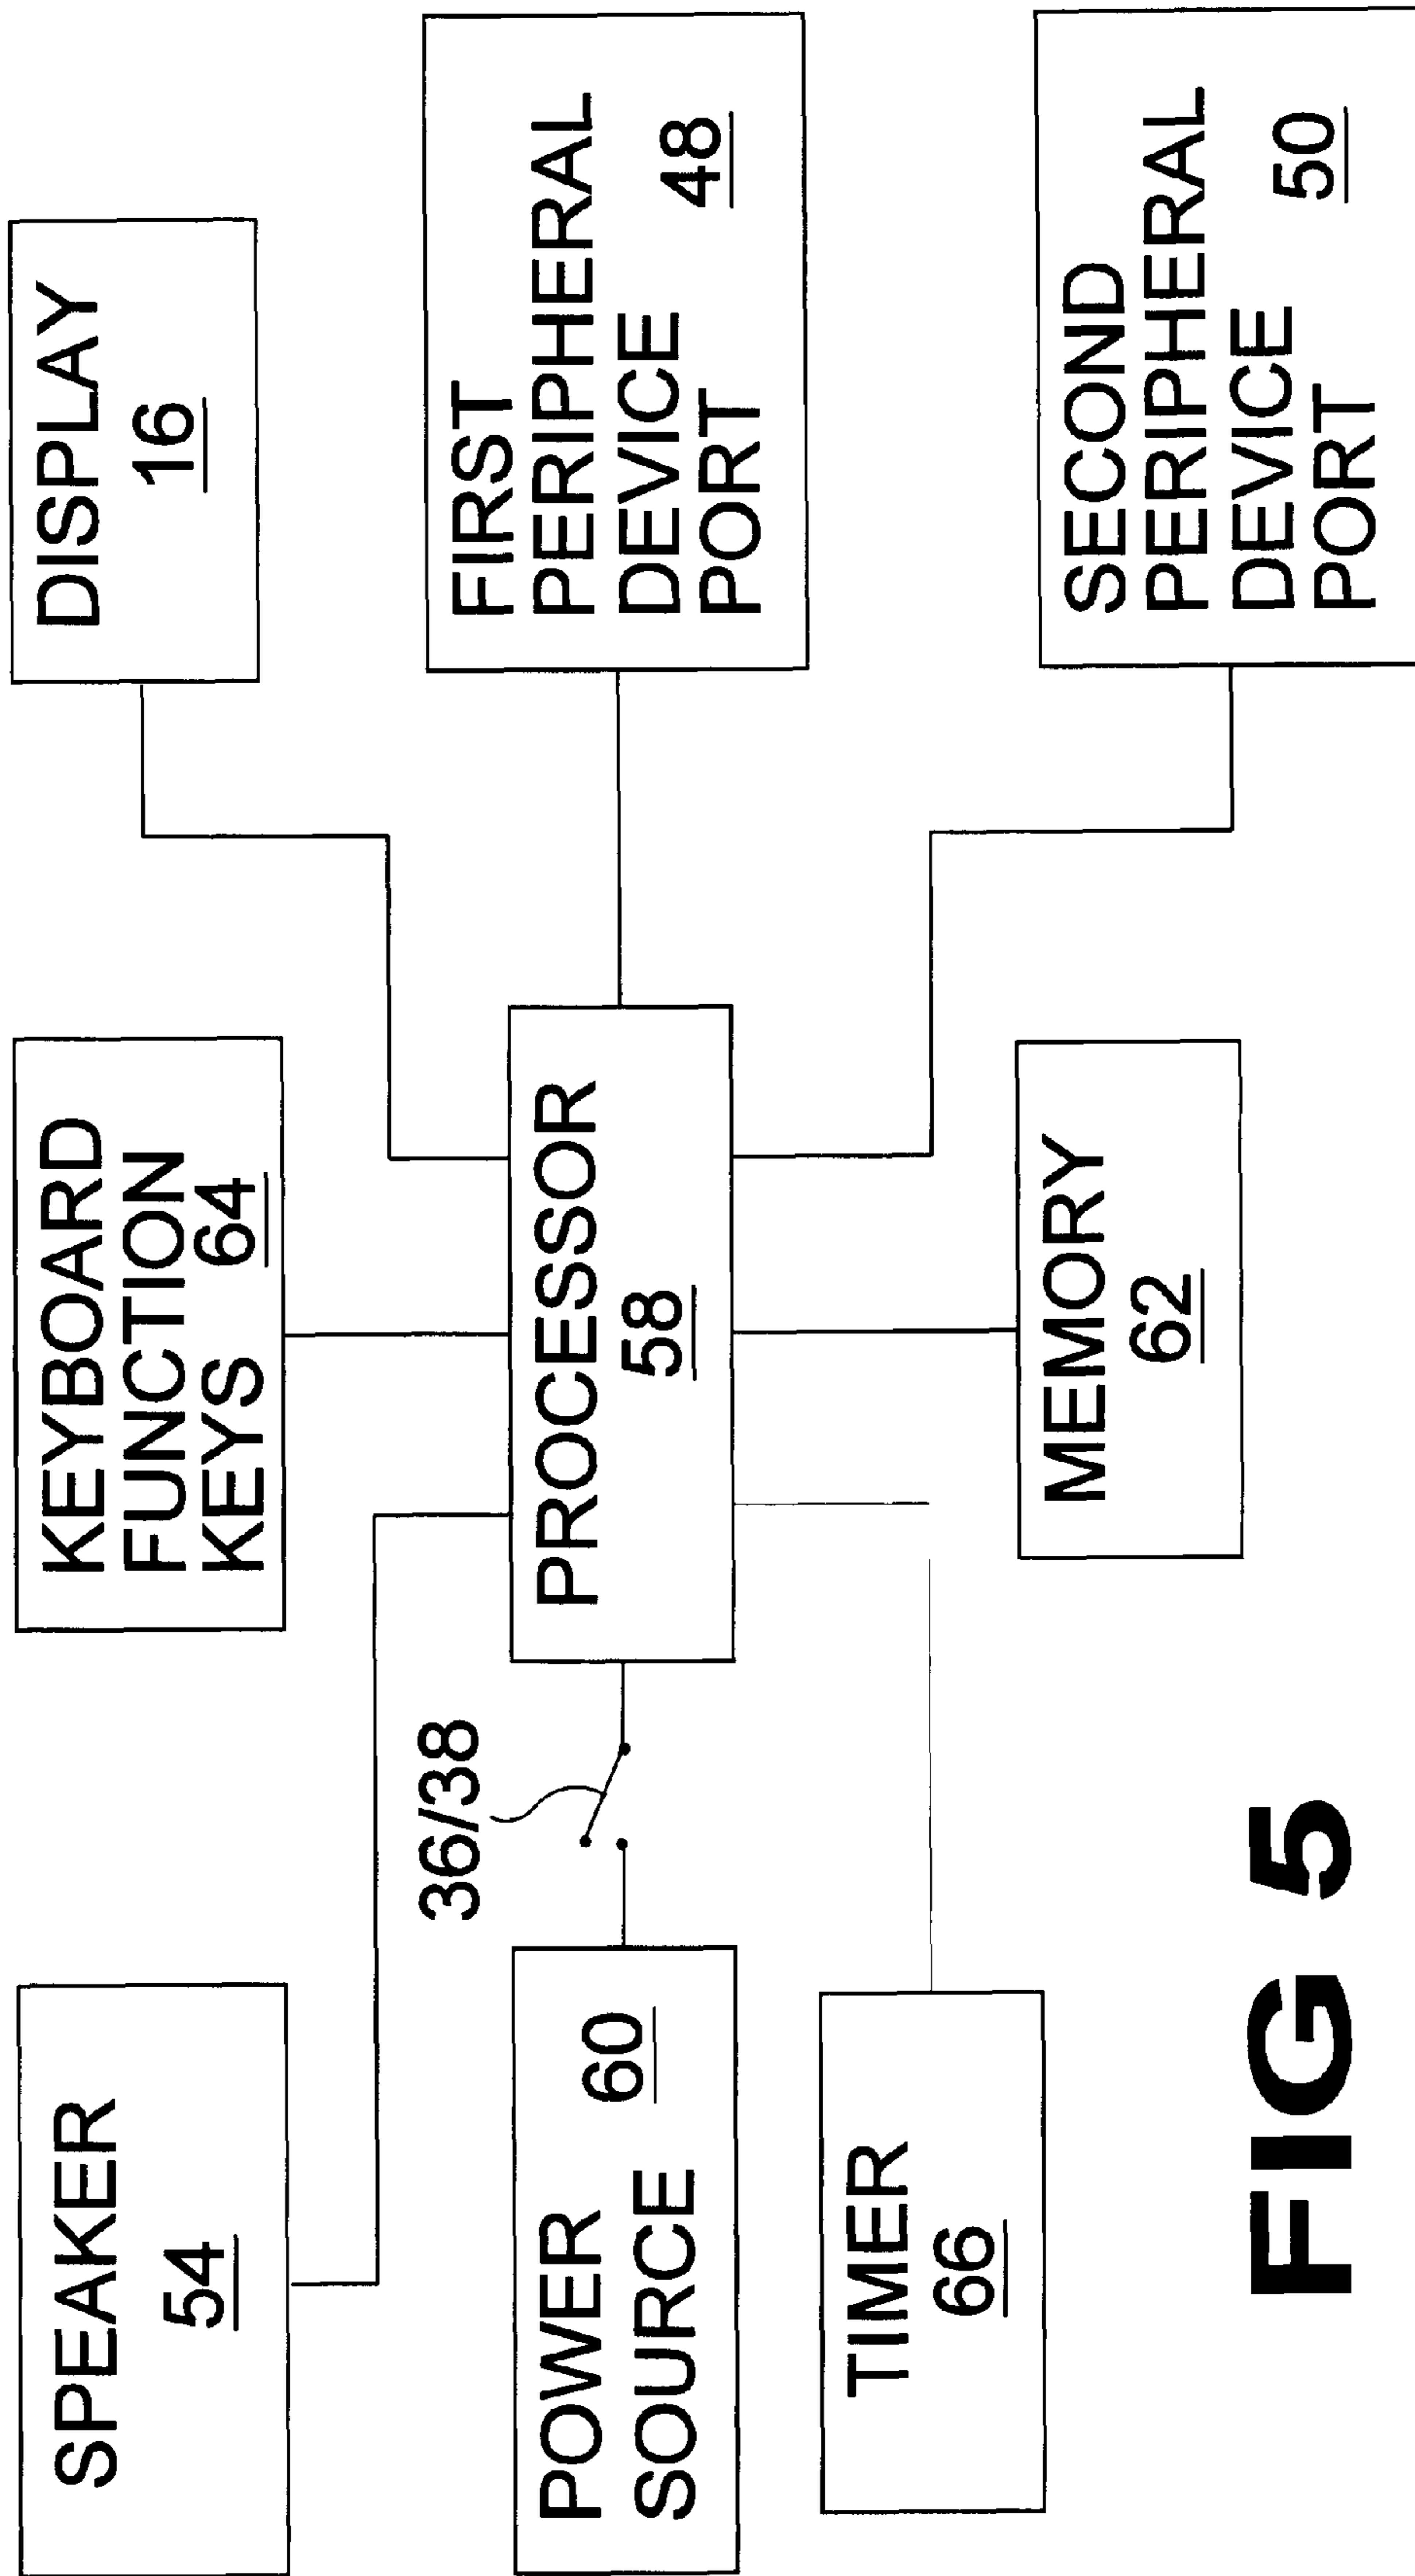 SPEAKER
54
KEYBOARD
FUNCTION
KEYS 64
DISPLAY
16
36/38
POWER
SOURCE 60
PROCESSOR
58
FIRST
PERIPHERAL
DEVICE 48
PORT
TIMER
66
MEMORY
62
SECOND
PERIPHERAL
DEVICE 50
PORT
FIG 5